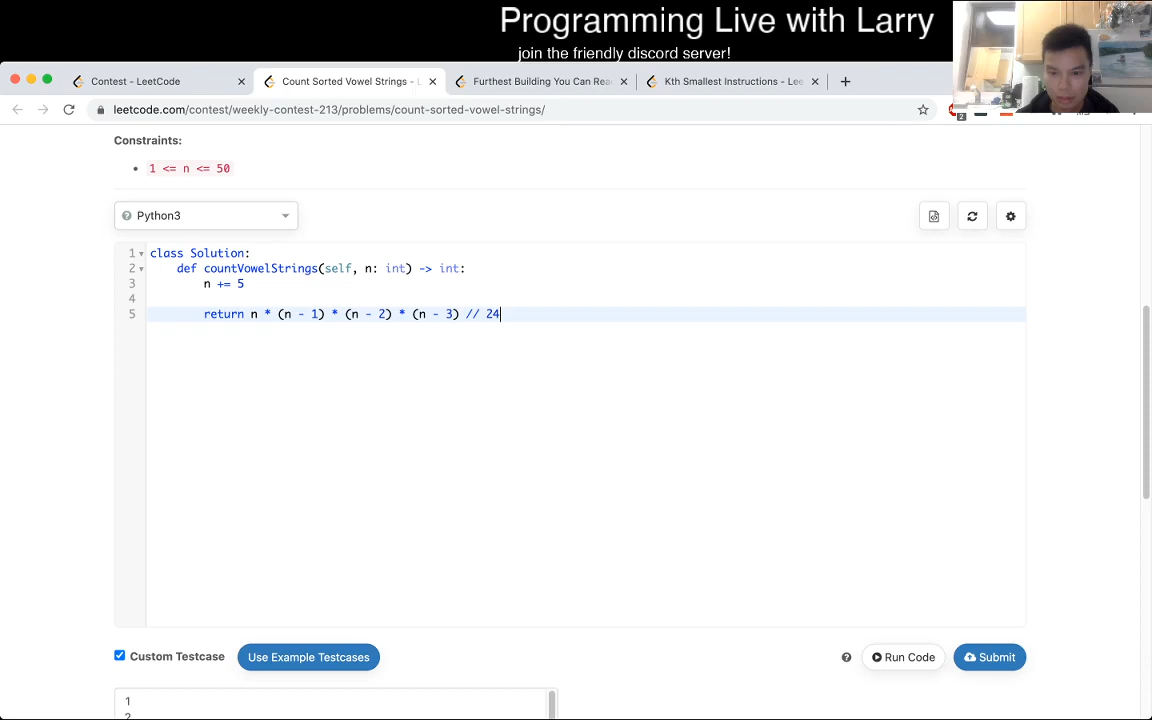 Programming Live with Larry
join the friendly discord server!
Contest - LeetCode
Count Sorted Vowel Strings - L
Furthest Building You Can Rea
Kth Smallest Instructions - Lee
leetcode.com/contest/weekly-contest-213/problems/count-sorted-vowel-strings/
2
Constraints:
1 <= n <= 50
Python3
1 class Solution:
2 def countVowelStrings(self, n: int) -> int:
3 n += 5
4
5 return n * (n - 1) * (n - 2) * (n - 3) // 24
Custom Testcase
Use Example Testcases
Run Code
Submit
1
2